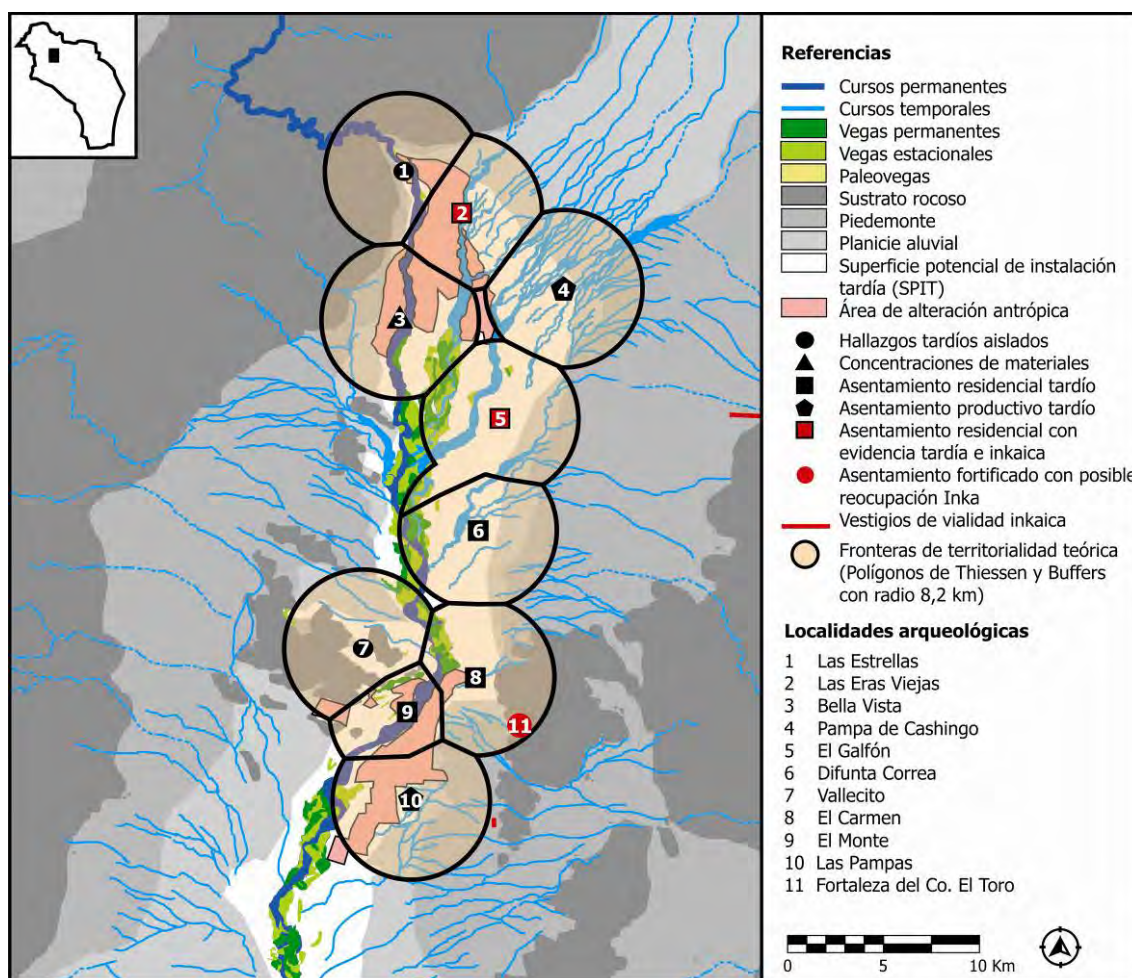 1
2
3
4
5
6
7
8
9
10
11
Referencias
Cursos permanentes
Cursos temporales
Vegas permanentes
Vegas estacionales
Paleovegas
Sustrato rocoso
Piedemonte
Planicie aluvial
Superficie potencial de instalación
tardía (SPIT)
Área de alteración antrópica
Hallazgos tardíos aislados
Concentraciones de materiales
Asentamiento residencial tardío
Asentamiento productivo tardío
Asentamiento residencial con
evidencia tardía e inkaica
Asentamiento fortificado con posible
reocupación Inka
Vestigios de vialidad inkaica
Fronteras de territorialidad teórica
(Polígonos de Thiessen y Buffers
con radio 8,2 km)
Localidades arqueológicas
1 Las Estrellas
2 Las Eras Viejas
3 Bella Vista
4 Pampa de Cashingo
5 El Galfón
6 Difunta Correa
7 Vallecito
8 El Carmen
9 El Monte
10 Las Pampas
11 Fortaleza del Co. El Toro
0 5 10 Km